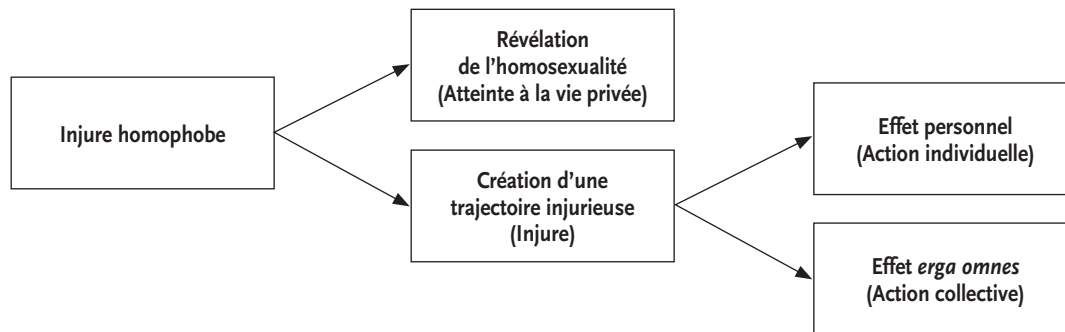 Injure homophobe
Révélation
de l’homosexualité
(Atteinte à la vie privée)
Création d’une
trajectoire injurieuse
(Injure)
Effet personnel
(Action individuelle)
Effet erga omnes
(Action collective)